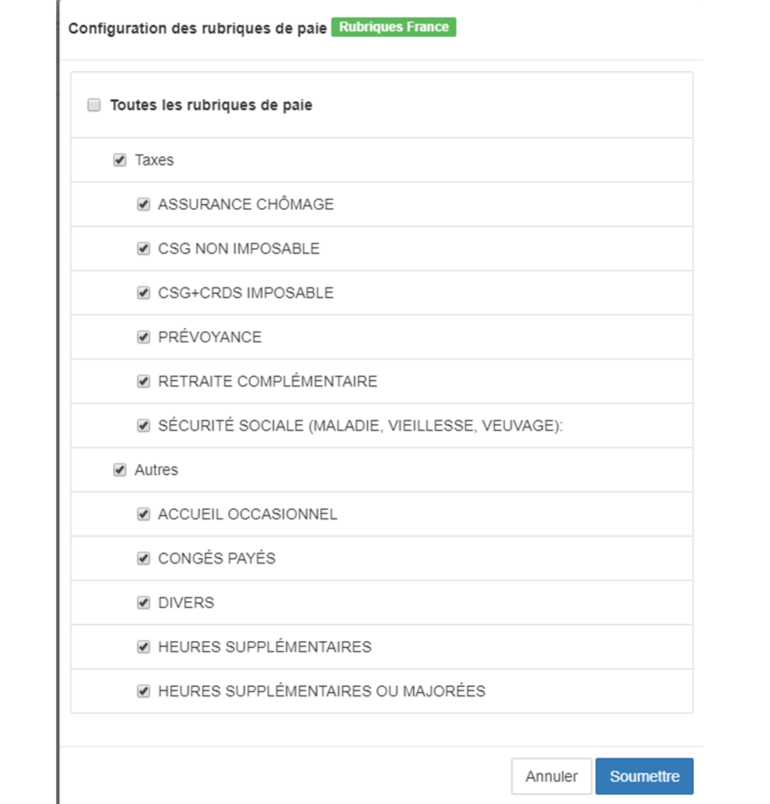 Configuration des rubriques de paie Rubriques France
Toutes les rubriques de paie
Taxes
ASSURANCE CHÔMAGE
CSG NON IMPOSABLE
CSG+CRDS IMPOSABLE
PRÉVOYANCE
RETRAITE COMPLÉMENTAIRE
SÉCURITÉ SOCIALE (MALADIE, VIEILLESSE, VEUVAGE):
Autres
ACCUEIL OCCASIONNEL
CONGÉS PAYÉS
DIVERS
HEURES SUPPLÉMENTAIRES
HEURES SUPPLÉMENTAIRES OU MAJORÉES
Annuler Soumettre